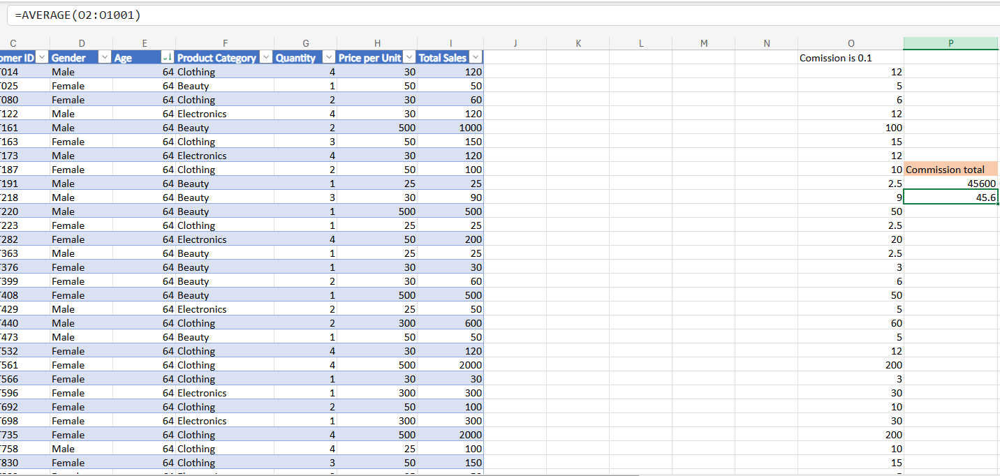 =AVERAGE(O2:O1001)
C D E F G H I J K L M N O P
omer ID Gender Age Product Category Quantity Price per Unit Total Sales Comission is 0.1
014 Male 64 Clothing 4 30 120 12
025 Female 64 Beauty 1 50 50 5
080 Female 64 Clothing 2 30 60 6
122 Male 64 Electronics 4 30 120 12
161 Male 64 Beauty 2 500 1000 100
163 Female 64 Clothing 3 50 150 15
173 Male 64 Electronics 4 30 120 12
187 Female 64 Clothing 2 50 100 10 Commission total
191 Male 64 Beauty 1 25 25 2.5 45600
218 Male 64 Beauty 3 30 90 9 45.6
220 Male 64 Beauty 1 500 500 50
223 Female 64 Clothing 1 25 25 2.5
282 Female 64 Electronics 4 50 200 20
363 Male 64 Beauty 1 25 25 2.5
376 Female 64 Beauty 1 30 30 3
399 Female 64 Beauty 2 30 60 6
408 Female 64 Beauty 1 500 500 50
429 Male 64 Electronics 2 25 50 5
440 Male 64 Clothing 2 300 600 60
473 Male 64 Beauty 1 50 50 5
532 Female 64 Clothing 4 30 120 12
561 Female 64 Clothing 4 500 2000 200
566 Female 64 Clothing 1 30 30 3
596 Female 64 Electronics 1 300 300 30
692 Female 64 Clothing 2 50 100 10
698 Female 64 Electronics 1 300 300 30
735 Female 64 Clothing 4 500 2000 200
758 Male 64 Clothing 4 25 100 10
830 Female 64 Clothing 3 50 150 15